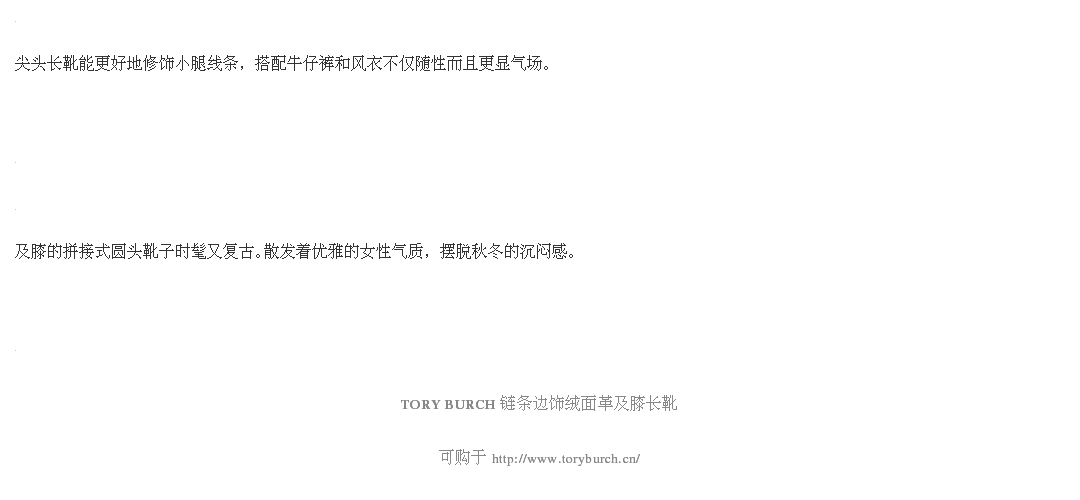 尖头长靴能更好地修饰小腿线条，搭配牛仔裤和风衣不仅随性而且更显气场。
及膝的拼接式圆头靴子时髦又复古。散发着优雅的女性气质，摆脱秋冬的沉闷感。
TORY BURCH 链条边饰绒面革及膝长靴
可购于 http://www.toryburch.cn/